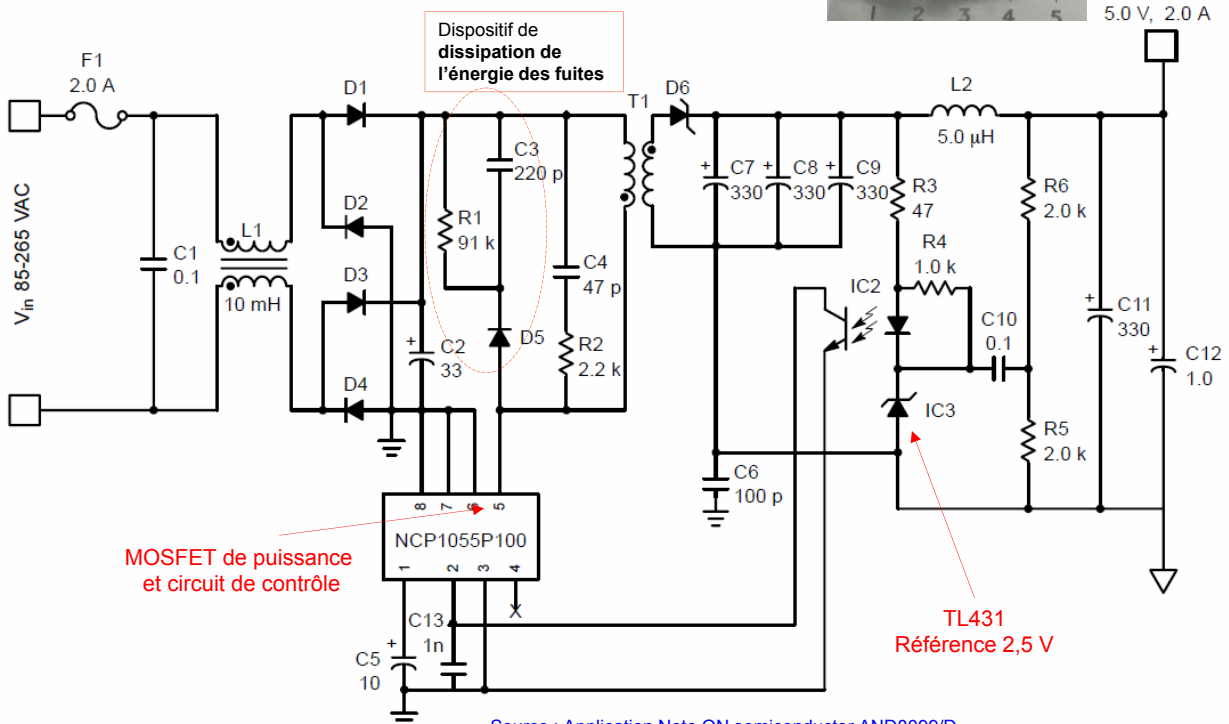 1 2 3 4 5
5.0 V, 2.0 A
Dispositif de
dissipation de
l'énergie des fuites
F1
2.0 A
D1
T1
D6
L2
5.0 μH
C3
220 p
C7
330
C8
330
C9
330
R3
47
R6
2.0 k
Vin 85-265 VAC
D2
R1
91 k
L1
C1
0.1
R4
1.0 k
C4
47 p
IC2
D3
10 mH
C10
0.1
C11
330
C2
33
D5
R2
2.2 k
C12
1.0
D4
IC3
R5
2.0 k
C6
100 p
8 7 6 5
NCP1055P100
1 2 3 4
MOSFET de puissance
et circuit de contrôle
X
C13
1n
TL431
Référence 2,5 V
C5
10